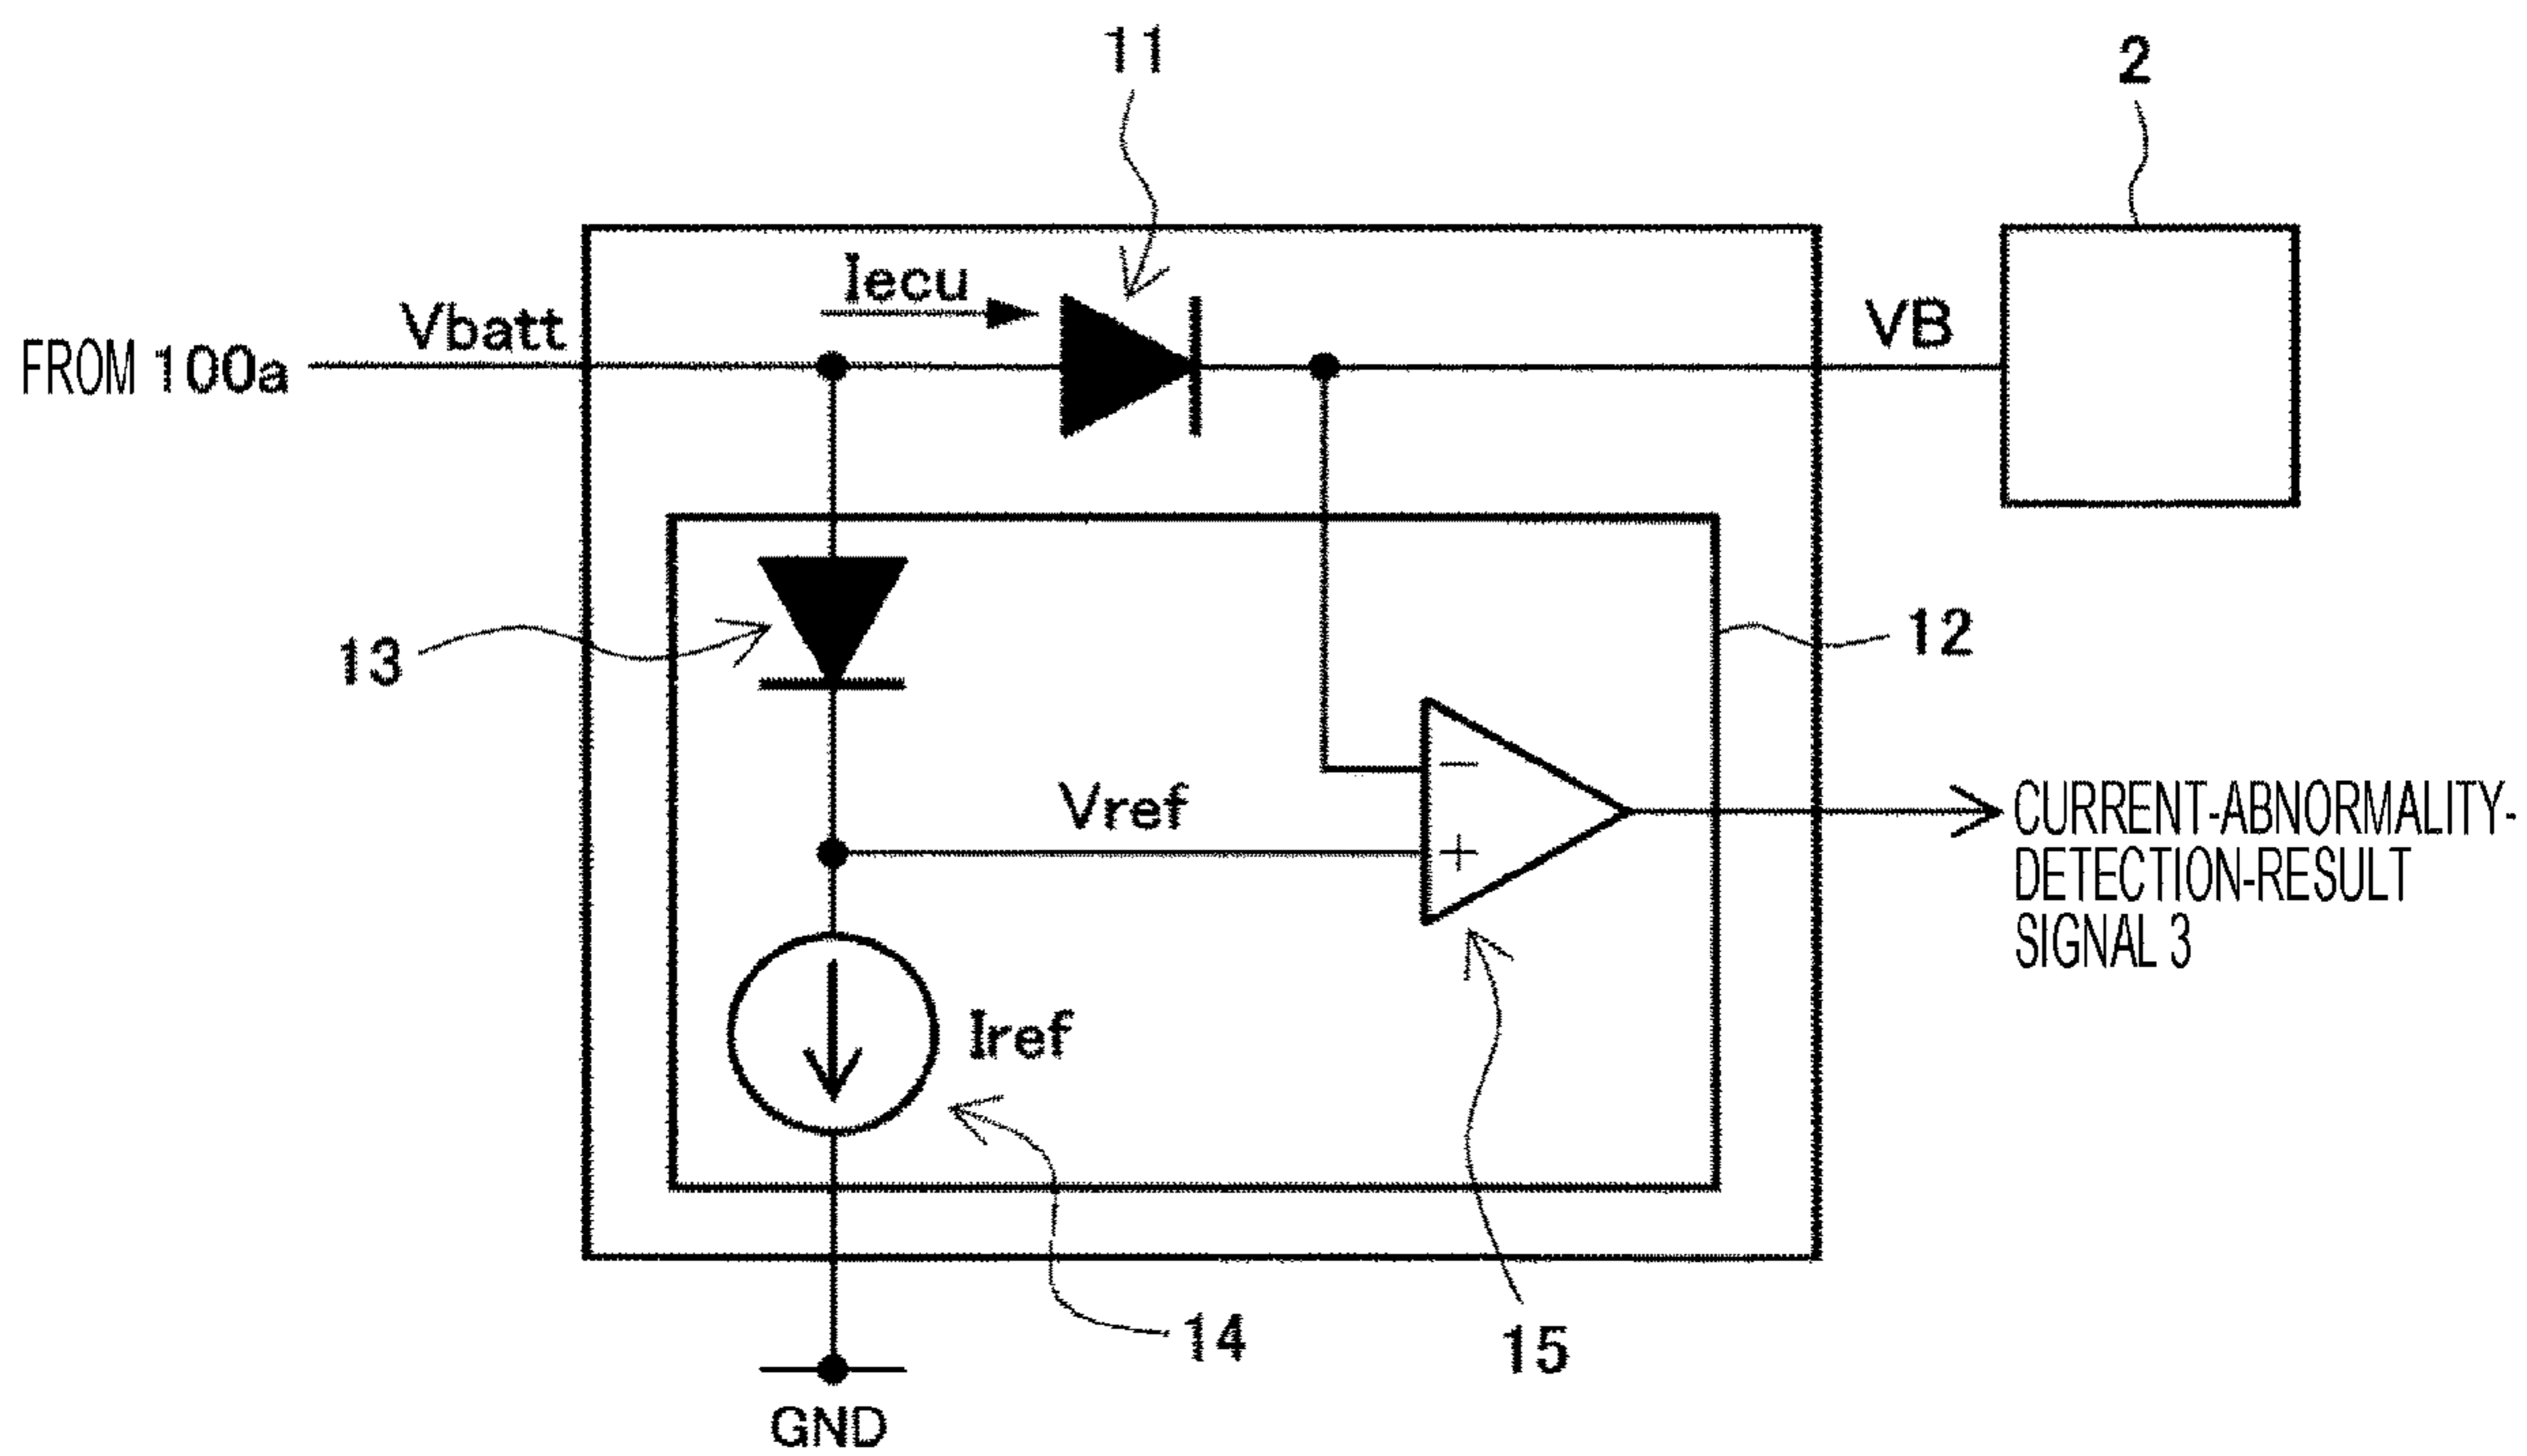 11
2
Iecu
Vbatt
VB
FROM 100a
13
12
Vref
CURRENT-ABNORMALITY-
DETECTION-RESULT
SIGNAL 3
Iref
14
15
GND